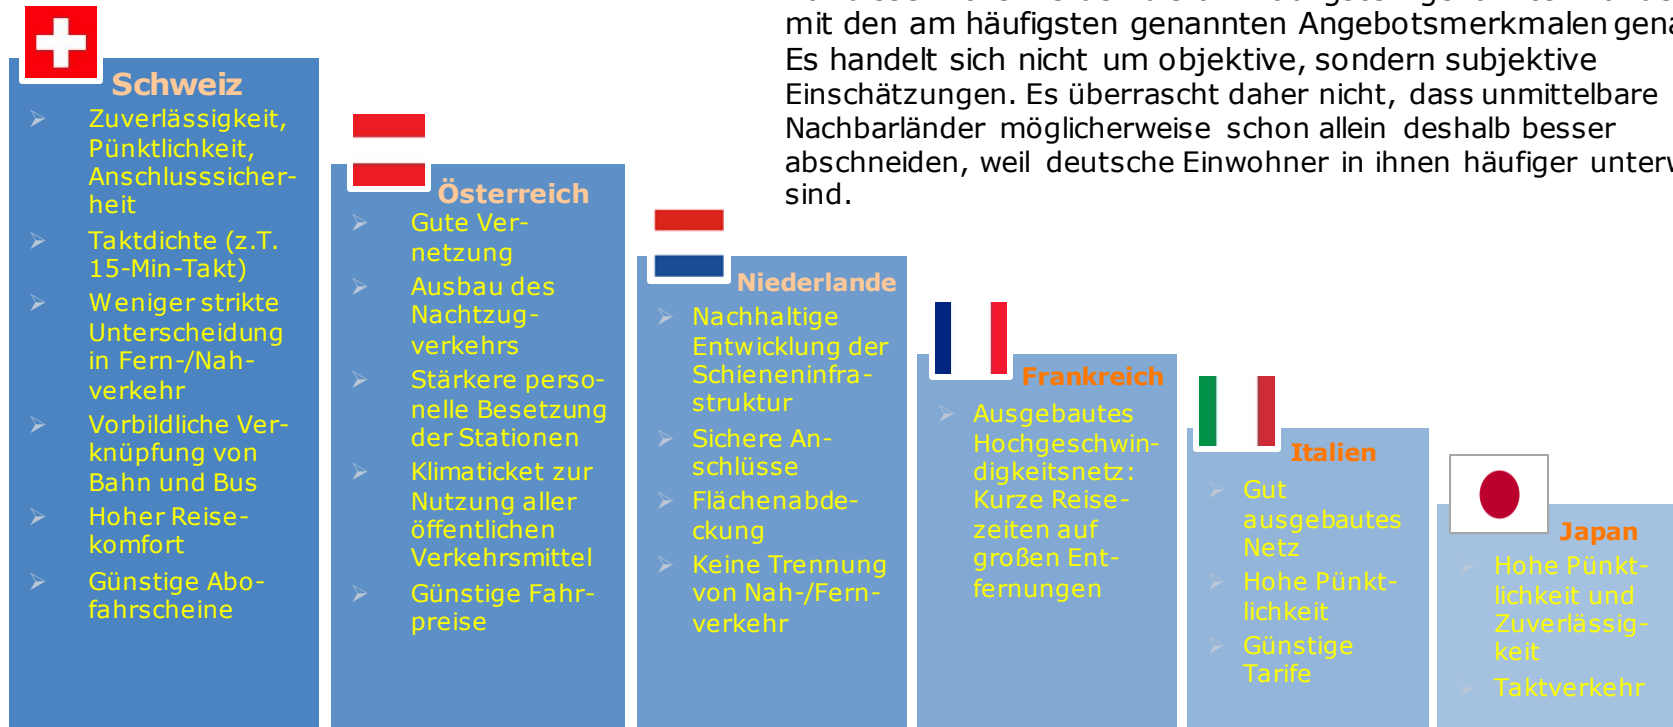 mit den am häufigsten genannten Angebotsmerkmalen
Es handelt sich nicht um objektive, sondern subjektive
Einschätzungen. Es überrascht daher nicht, dass unmittelbare
Nachbarländer möglicherweise schon allein deshalb besser
abschneiden, weil deutsche Einwohner in ihnen häufiger
sind.
Schweiz
➢ Zuverlässigkeit,
Pünktlichkeit,
Anschlusssicher-
heit
➢ Taktdichte (z.T.
15-Min-Takt)
➢ Weniger strikte
Unterscheidung
in Fern-/Nah-
verkehr
➢ Vorbildliche Ver-
knüpfung von
Bahn und Bus
➢ Hoher Reise-
komfort
➢ Günstige Abo-
fahrscheine
Österreich
➢ Gute Ver-
netzung
➢ Ausbau des
Nachtzug-
verkehrs
➢ Stärkere perso-
nelle Besetzung
der Stationen
➢ Klimaticket zur
Nutzung aller
öffentlichen
Verkehrsmittel
➢ Günstige Fahr-
preise
Niederlande
➢ Nachhaltige
Entwicklung der
Schieneninfra-
struktur
➢ Sichere An-
schlüsse
➢ Flächenabde-
ckung
➢ Keine Trennung
von Nah-/Fern-
verkehr
Frankreich
➢ Ausgebautes
Hochgeschwin-
digkeitsnetz:
Kurze Reise-
zeiten auf
großen Ent-
fernungen
Italien
➢ Gut
ausgebautes
Netz
➢ Hohe Pünkt-
lichkeit
➢ Günstige
Tarife
Japan
➢ Hohe Pünkt-
lichkeit und
Zuverlässig-
keit
➢ Taktverkehr